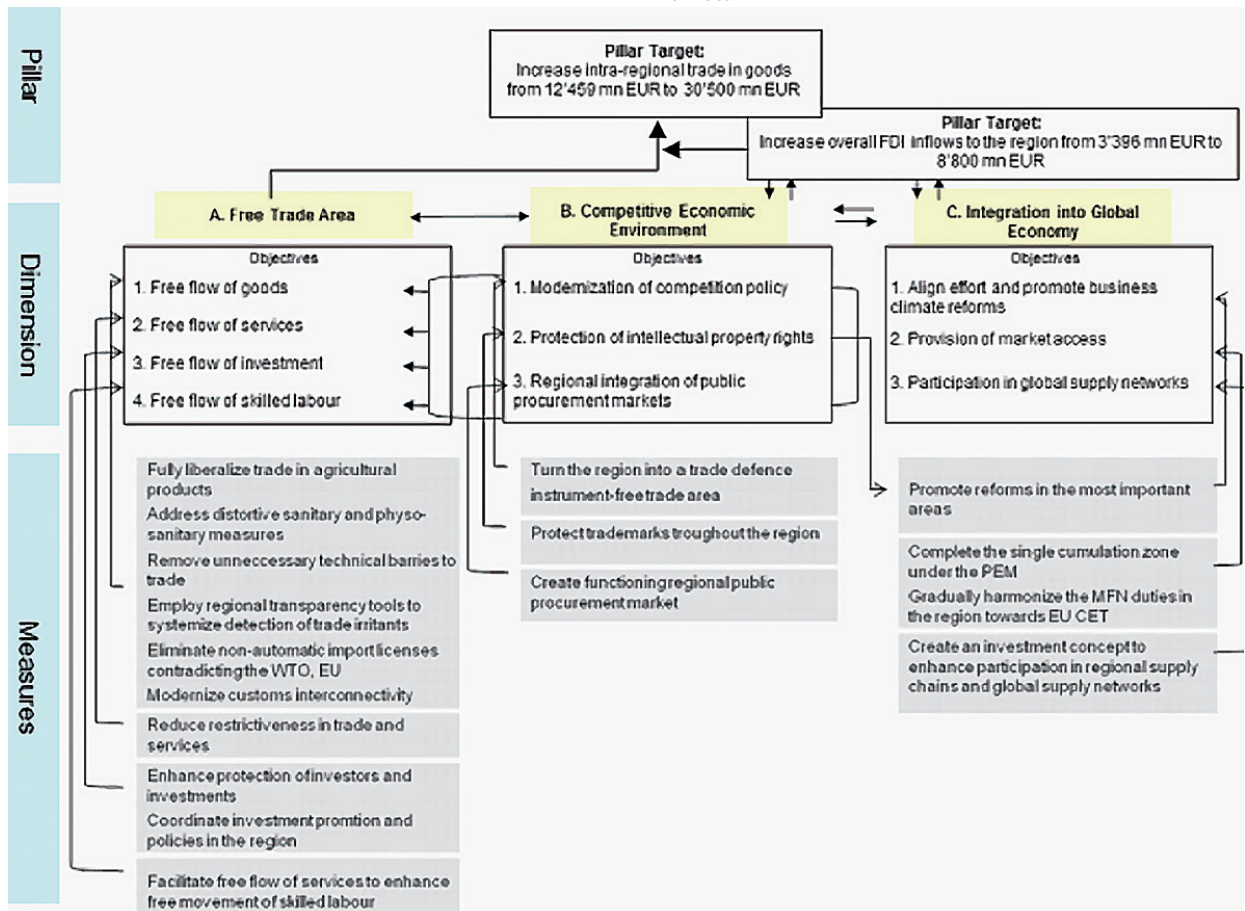 Pillar
Pillar Target:
Increase intra-regional trade in goods
from 12'459 mn EUR to 30'500 mn EUR
Pillar Target:
Increase overall FDI inflows to the region from 3'396 mn EUR to
8'800 mn EUR
Dimension
A. Free Trade Area
B. Competitive Economic
Environment
C. Integration into Global
Economy
Objectives
1. Free flow of goods
2. Free flow of services
3. Free flow of investment
4. Free flow of skilled labour
Objectives
1. Modernization of competition policy
2. Protection of intellectual property rights
3. Regional integration of public
procurement markets
Objectives
1. Align effort and promote business
climate reforms
2. Provision of market access
3. Participation in global supply networks
Measures
Fully liberalize trade in agricultural
products
Address distortive sanitary and physo-
sanitary measures
Remove unneccessary technical barriers to
trade
Employ regional transparency tools to
systemize detection of trade irritants
Eliminate non-automatic import licenses
contradicting the WTO, EU
Modernize customs interconnectivity
Reduce restrictiveness in trade and
services
Enhance protection of investors and
investments
Coordinate investment promtion and
policies in the region
Facilitate free flow of services to enhance
free movement of skilled labour
Turn the region into a trade defence
instrument-free trade area
Protect trademarks troughout the region
Create functioning regional public
procurement market
Promote reforms in the most important
areas
Complete the single cumulation zone
under the PEM
Gradually harmonize the MFN duties in
the region towards EU CET
Create an investment concept to
enhance participation in regional supply
chains and global supply networks